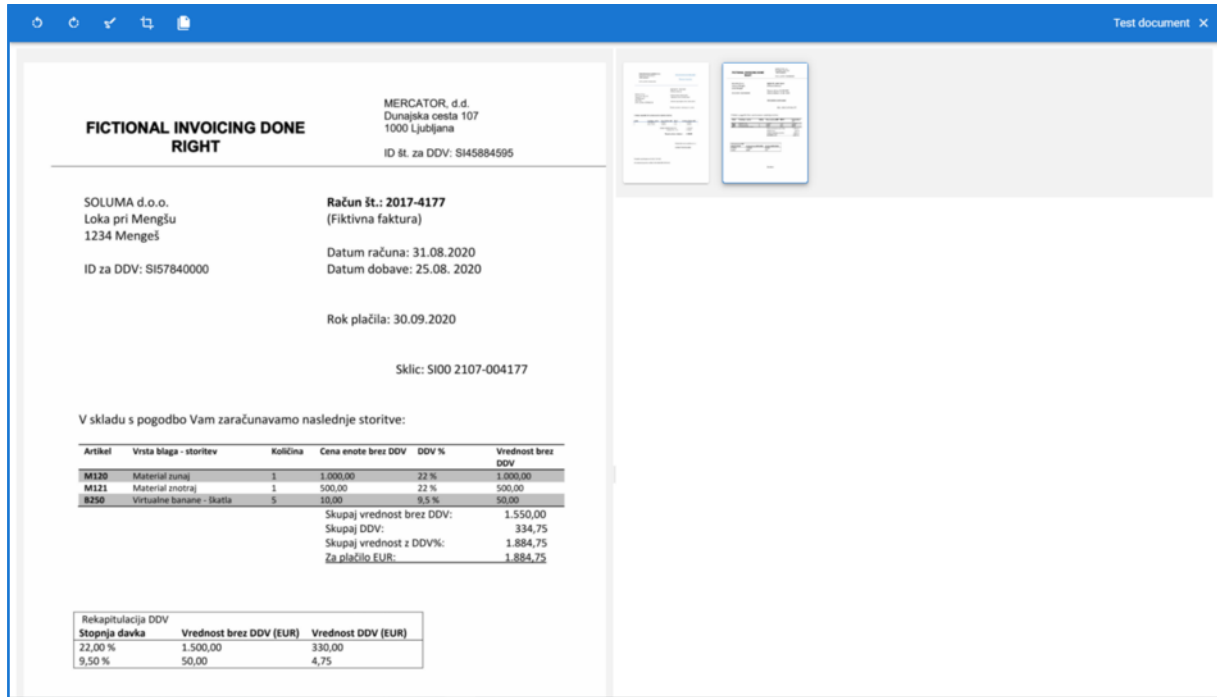 Test document
FICTIONAL INVOICING DONE
RIGHT
MERCATOR, d.d.
Dunajska cesta 107
1000 Ljubljana
ID št. za DDV: SI45884595
SOLUMA d.o.o.
Loka pri Mengšu
1234 Mengeš
ID za DDV: SI57840000
Račun št.: 2017-4177
(Fiktivna faktura)
Datum računa: 31.08.2020
Datum dobave: 25.08. 2020
Rok plačila: 30.09.2020
Sklic: SI00 2107-004177
V skladu s pogodbo Vam zaračunavamo naslednje storitve:
Artikel Vrsta blaga - storitev Količina Cena enote brez DDV DDV % Vrednost brez
DDV
M120 Material zunaj 1 1.000,00 22 % 1.000,00
M121 Material znotraj 1 500,00 22 % 500,00
B250 Virtualne banane - škatla 5 10,00 9,5 % 50,00
Skupaj vrednost brez DDV: 1.550,00
Skupaj DDV: 334,75
Skupaj vrednost z DDV%: 1.884,75
Za plačilo EUR: 1.884,75
Rekapitulacija DDV
Stopnja davka Vrednost brez DDV (EUR) Vrednost DDV (EUR)
22,00 % 1.500,00 330,00
9,50 % 50,00 4,75